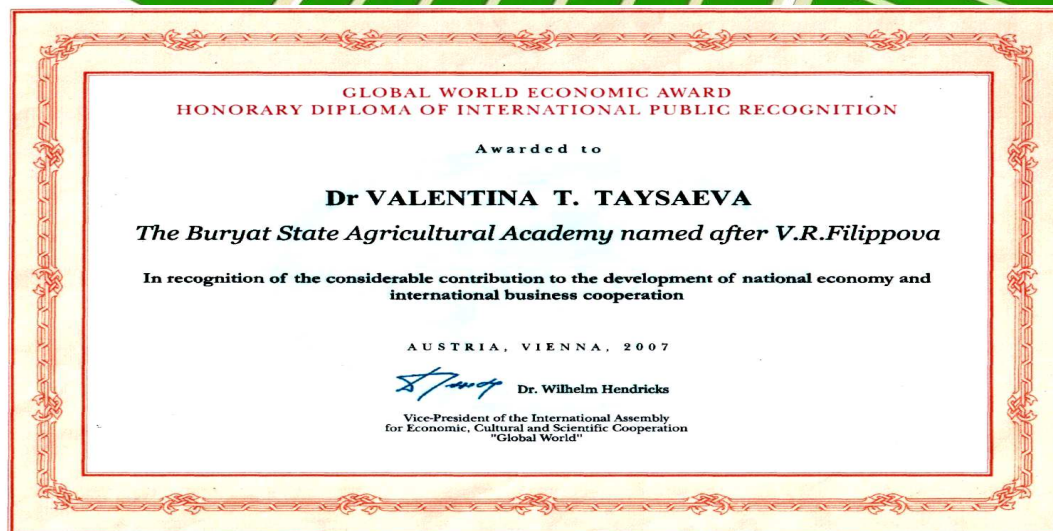 GLOBAL WORLD ECONOMIC AWARD
HONORARY DIPLOMA OF INTERNATIONAL PUBLIC RECOGNITION
Awarded to
Dr VALENTINA T. TAYSAEVA
The Buryat State Agricultural Academy named after V.R.Filippova
In recognition of the considerable contribution to the development of national economy and
international business cooperation
AUSTRIA, VIENNA, 2007
Dr. Wilhelm Hendricks
Vice-President of the International Assembly
for Economic, Cultural and Scientific Cooperation
"Global World"